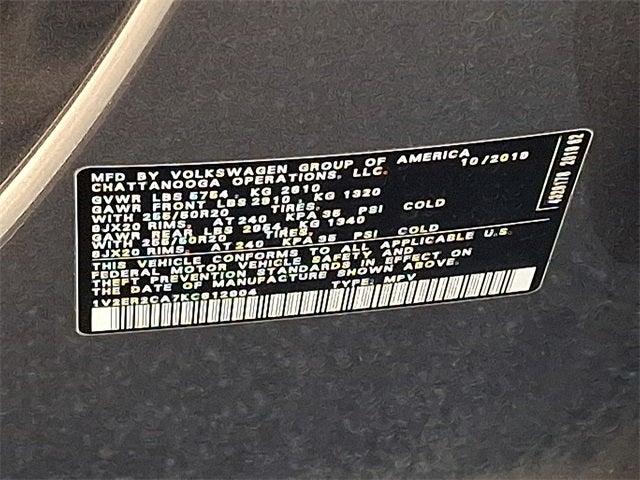 MFD BY VOLKSWAGEN GROUP OF AMERICA 10/2018
CHATTANOOGA OPERATIONS, LLC.
GVWR LBS 5754 , KG 2610
GAWR FRONT LBS 2910 , KG 1320
WITH 255/50R20 TIRES.
8JX20 RIMS. AT 240 KPA 35 PSI COLD
GAWR REAR LBS 2954 , KG 1340
WITH 255/50R20 TIRES.
8JX20 RIMS. AT 240 KPA 35 PSI COLD
THIS VEHICLE CONFORMS TO ALL APPLICABLE U.S.
FEDERAL MOTOR VEHICLE SAFETY AND
THEFT PREVENTION STANDARDS IN EFFECT ON
THE DATE OF MANUFACTURE SHOWN ABOVE.
TYPE: MPV